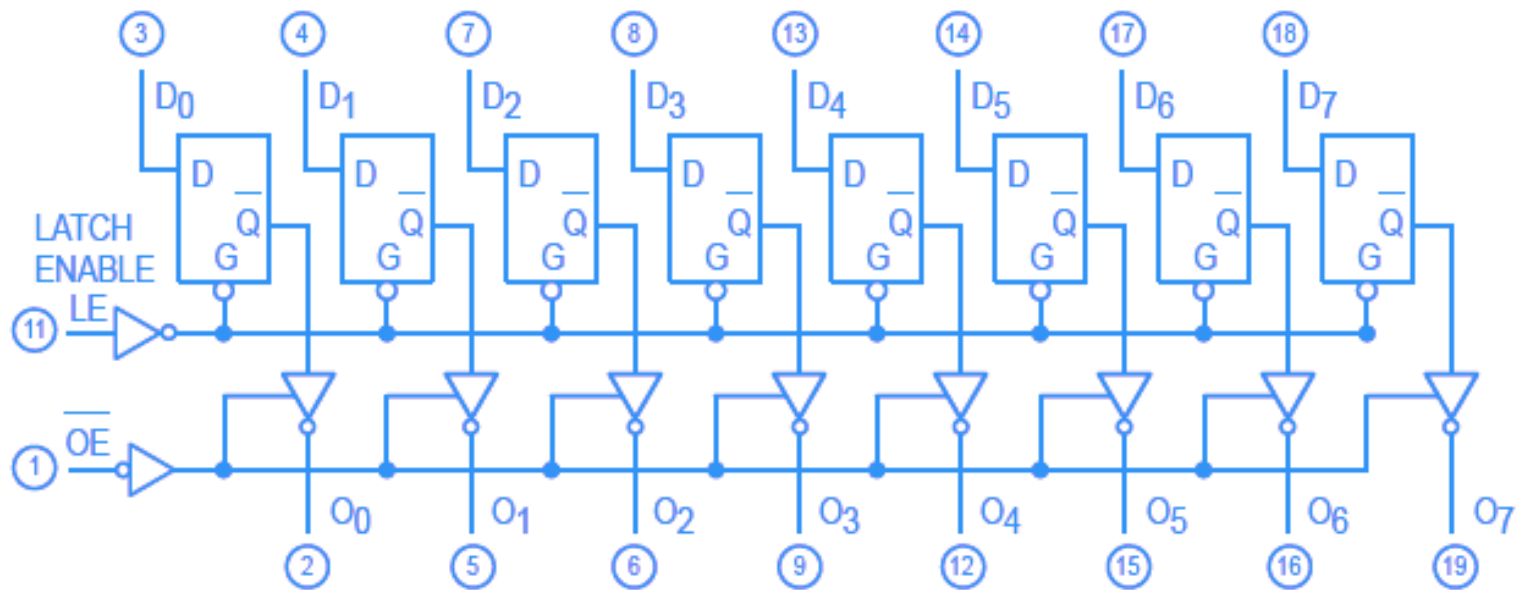 3 4 7 8 13 14 17 18
D0 D1 D2 D3 D4 D5 D6 D7
D D D D D D D D
Q̅ Q̅ Q̅ Q̅ Q̅ Q̅ Q̅ Q̅
LATCH
G G G G G G G G
ENABLE
LE
11
O̅E̅
1
O0 O1 O2 O3 O4 O5 O6 O7
2 5 6 9 12 15 16 19